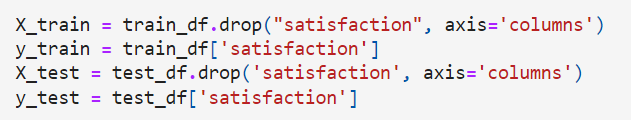 X_train = train_df.drop("satisfaction", axis='columns')
y_train = train_df['satisfaction']
X_test = test_df.drop('satisfaction', axis='columns')
y_test = test_df['satisfaction']